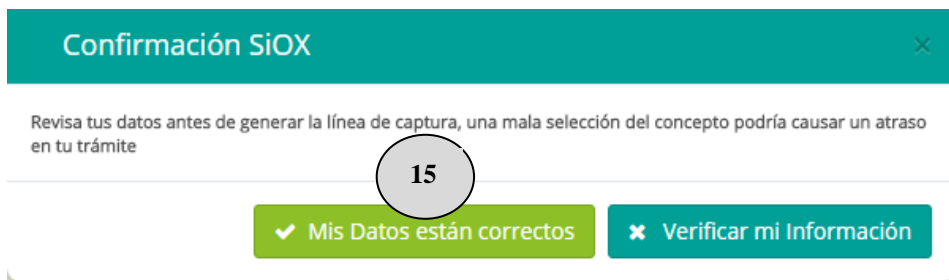 Confirmación SiOX
×
Revisa tus datos antes de generar la línea de captura, una mala selección del concepto podría causar un atraso
en tu trámite
15
✔ Mis Datos están correctos
✖ Verificar mi Información